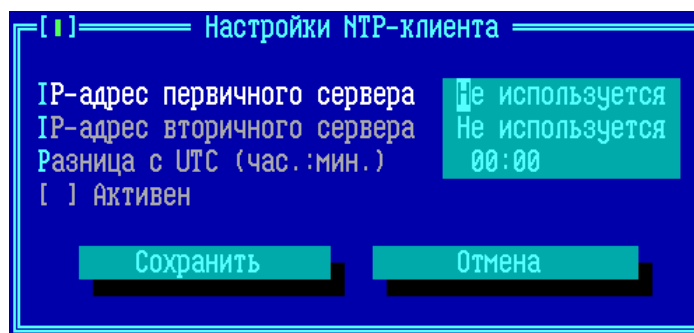 Настройки NTP-клиента
IP-адрес первичного сервера Не используется
IP-адрес вторичного сервера Не используется
Разница с UTC (час.:мин.) 00:00
[ ] Активен
Сохранить Отмена